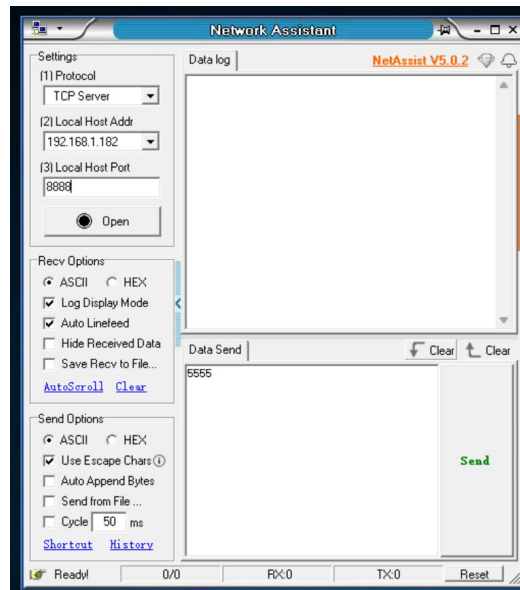 Network Assistant
Settings
(1) Protocol
TCP Server
(2) Local Host Addr
192.168.1.182
(3) Local Host Port
8888
Open
Recv Options
ASCII HEX
Log Display Mode
Auto Linefeed
Hide Received Data
Save Recv to File...
AutoScroll Clear
Send Options
ASCII HEX
Use Escape Chars
Auto Append Bytes
Send from File ...
Cycle 50 ms
Shortcut History
Data log NetAssist V5.0.2
Data Send Clear Clear
5555
Send
Ready! 0/0 RX:0 TX:0 Reset